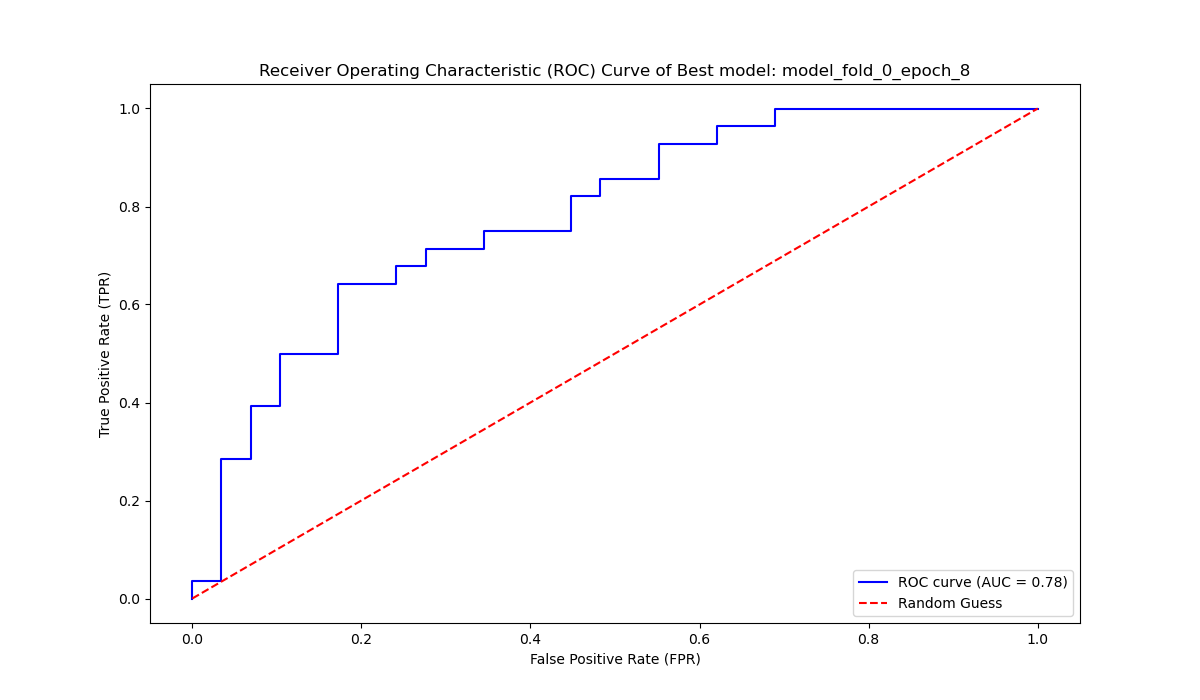 Receiver Operating Characteristic (ROC) Curve of Best model: model_fold_0_epoch_8
1.0
0.8
0.6
0.4
0.2
0.0
True Positive Rate (TPR)
ROC curve (AUC = 0.78)
Random Guess
0.0 0.2 0.4 0.6 0.8 1.0
False Positive Rate (FPR)